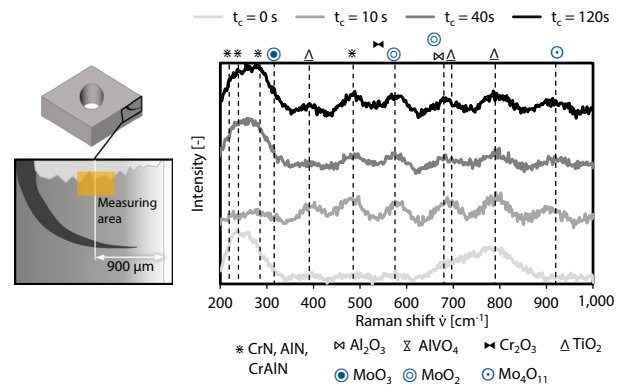 t_c = 0 s t_c = 10 s t_c = 40s t_c = 120s
Intensity [-]
Measuring
area
900 µm
200 300 400 500 600 700 800 900 1,000
Raman shift v̇ [cm⁻¹]
CrN, AlN, Al₂O₃ AlVO₄ Cr₂O₃ TiO₂
CrAlN
MoO₃ MoO₂ Mo₄O₁₁